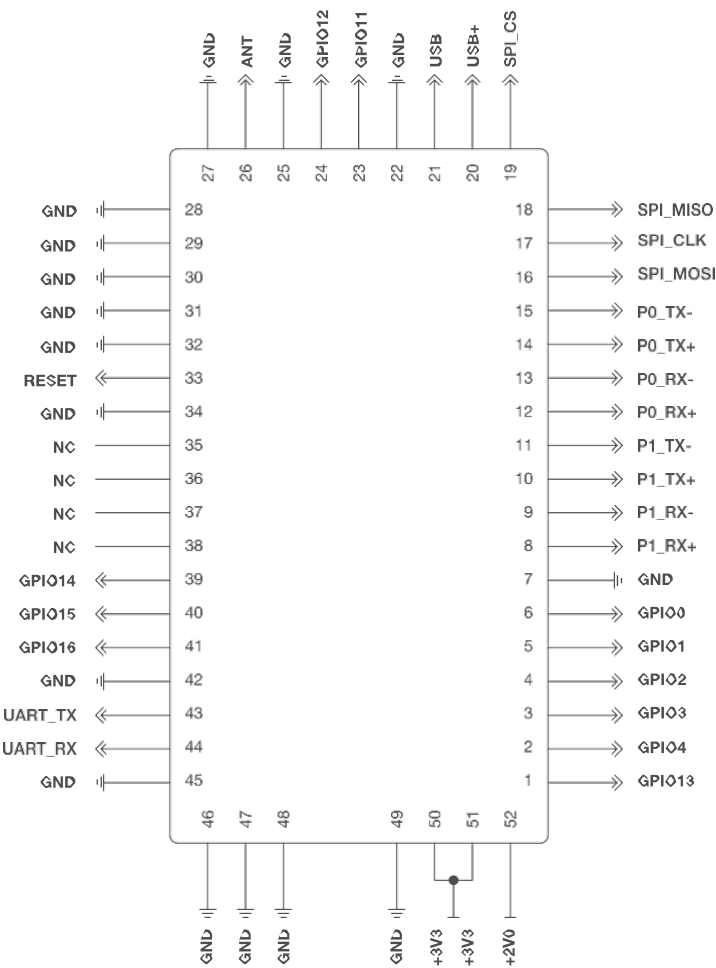 GND ANT GND GPIO12 GPIO11 GND USB USB+ SPI_CS
27 26 25 24 23 22 21 20 19
GND 28 18 SPI_MISO
GND 29 17 SPI_CLK
GND 30 16 SPI_MOSI
GND 31 15 P0_TX-
GND 32 14 P0_TX+
RESET 33 13 P0_RX-
GND 34 12 P0_RX+
NC 35 11 P1_TX-
NC 36 10 P1_TX+
NC 37 9 P1_RX-
NC 38 8 P1_RX+
GPIO14 39 7 GND
GPIO15 40 6 GPIO0
GPIO16 41 5 GPIO1
GND 42 4 GPIO2
UART_TX 43 3 GPIO3
UART_RX 44 2 GPIO4
GND 45 1 GPIO13
46 47 48 49 50 51 52
GND GND GND GND +3V3 +3V3 +2V0